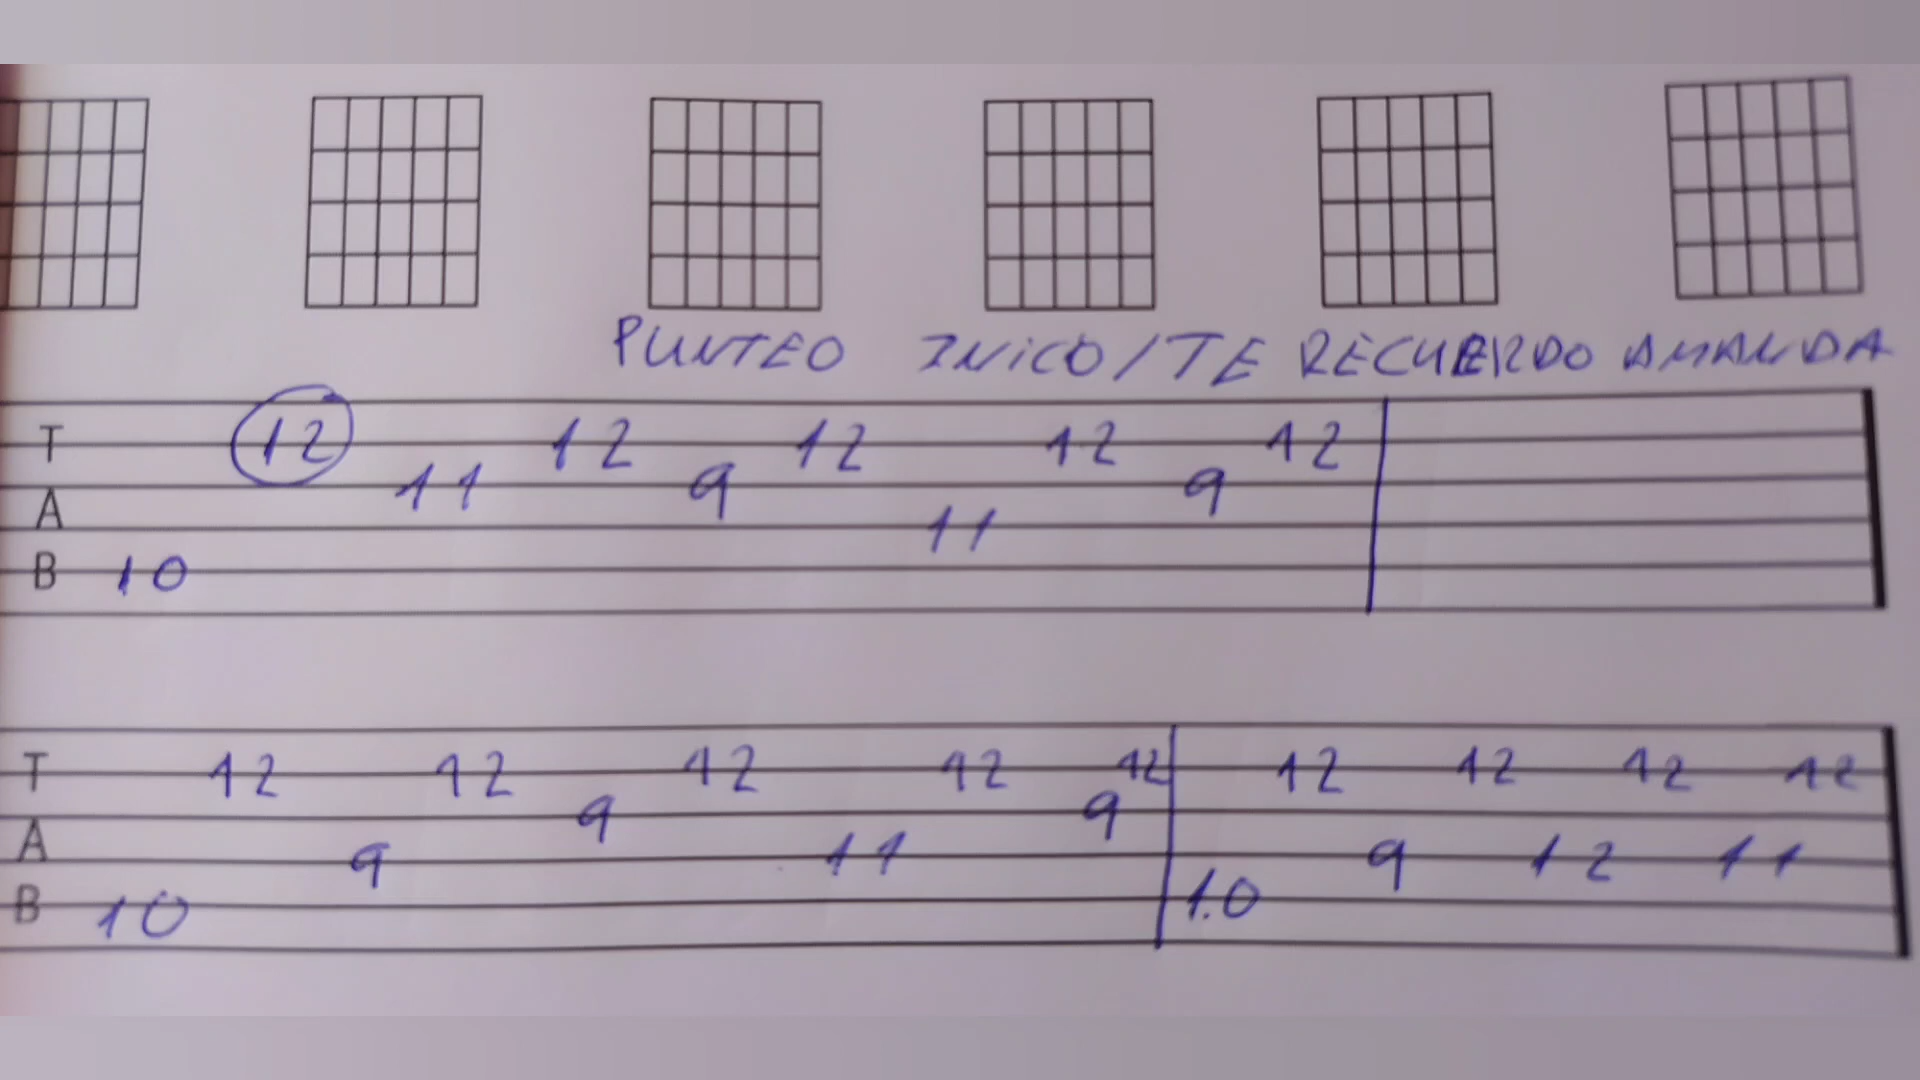 PUNTEO INICO/TE RECUERDO AMANDA
T 12 12 12 12 12
A 11 9 11 9
B 10
T 12 12 12 12 12 12 12 12 12
A 9 9 11 9 9 12 11
B 10 10